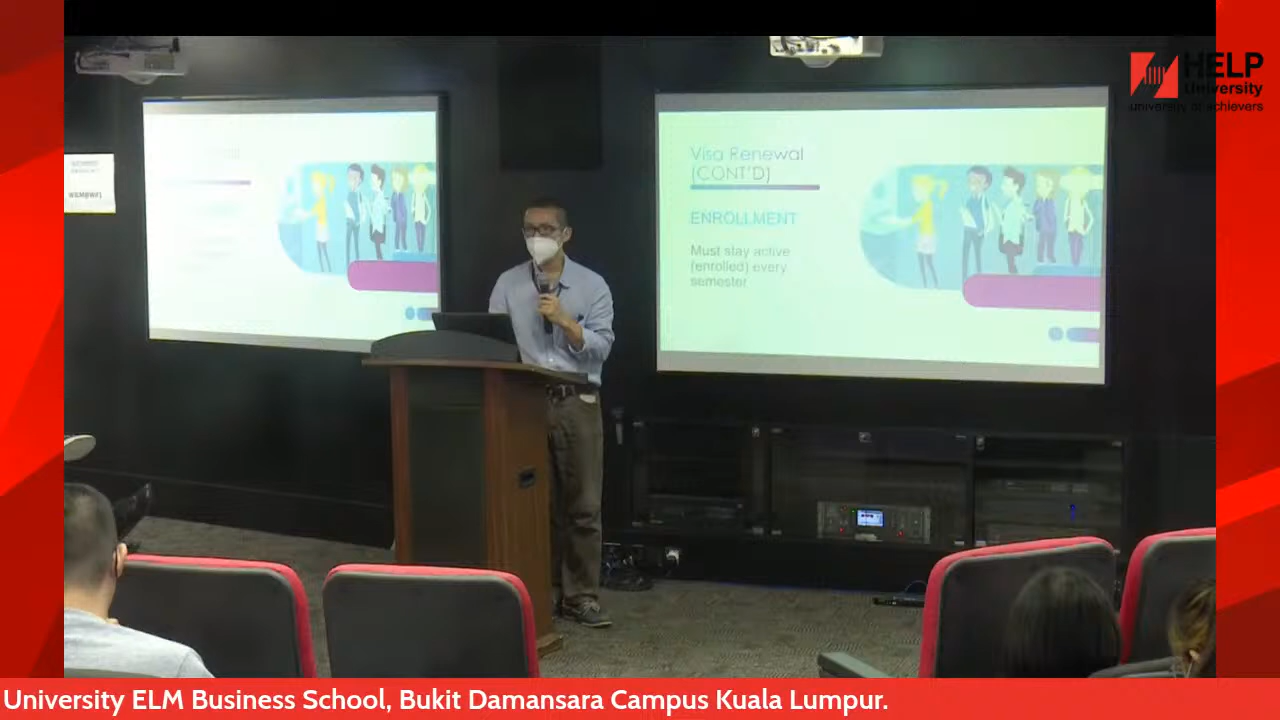 HELP
University
university of achievers
Visa Renewal
(CONT'D)
ENROLLMENT
Must stay active
(enrolled) every
semester
University ELM Business School, Bukit Damansara Campus Kuala Lumpur.